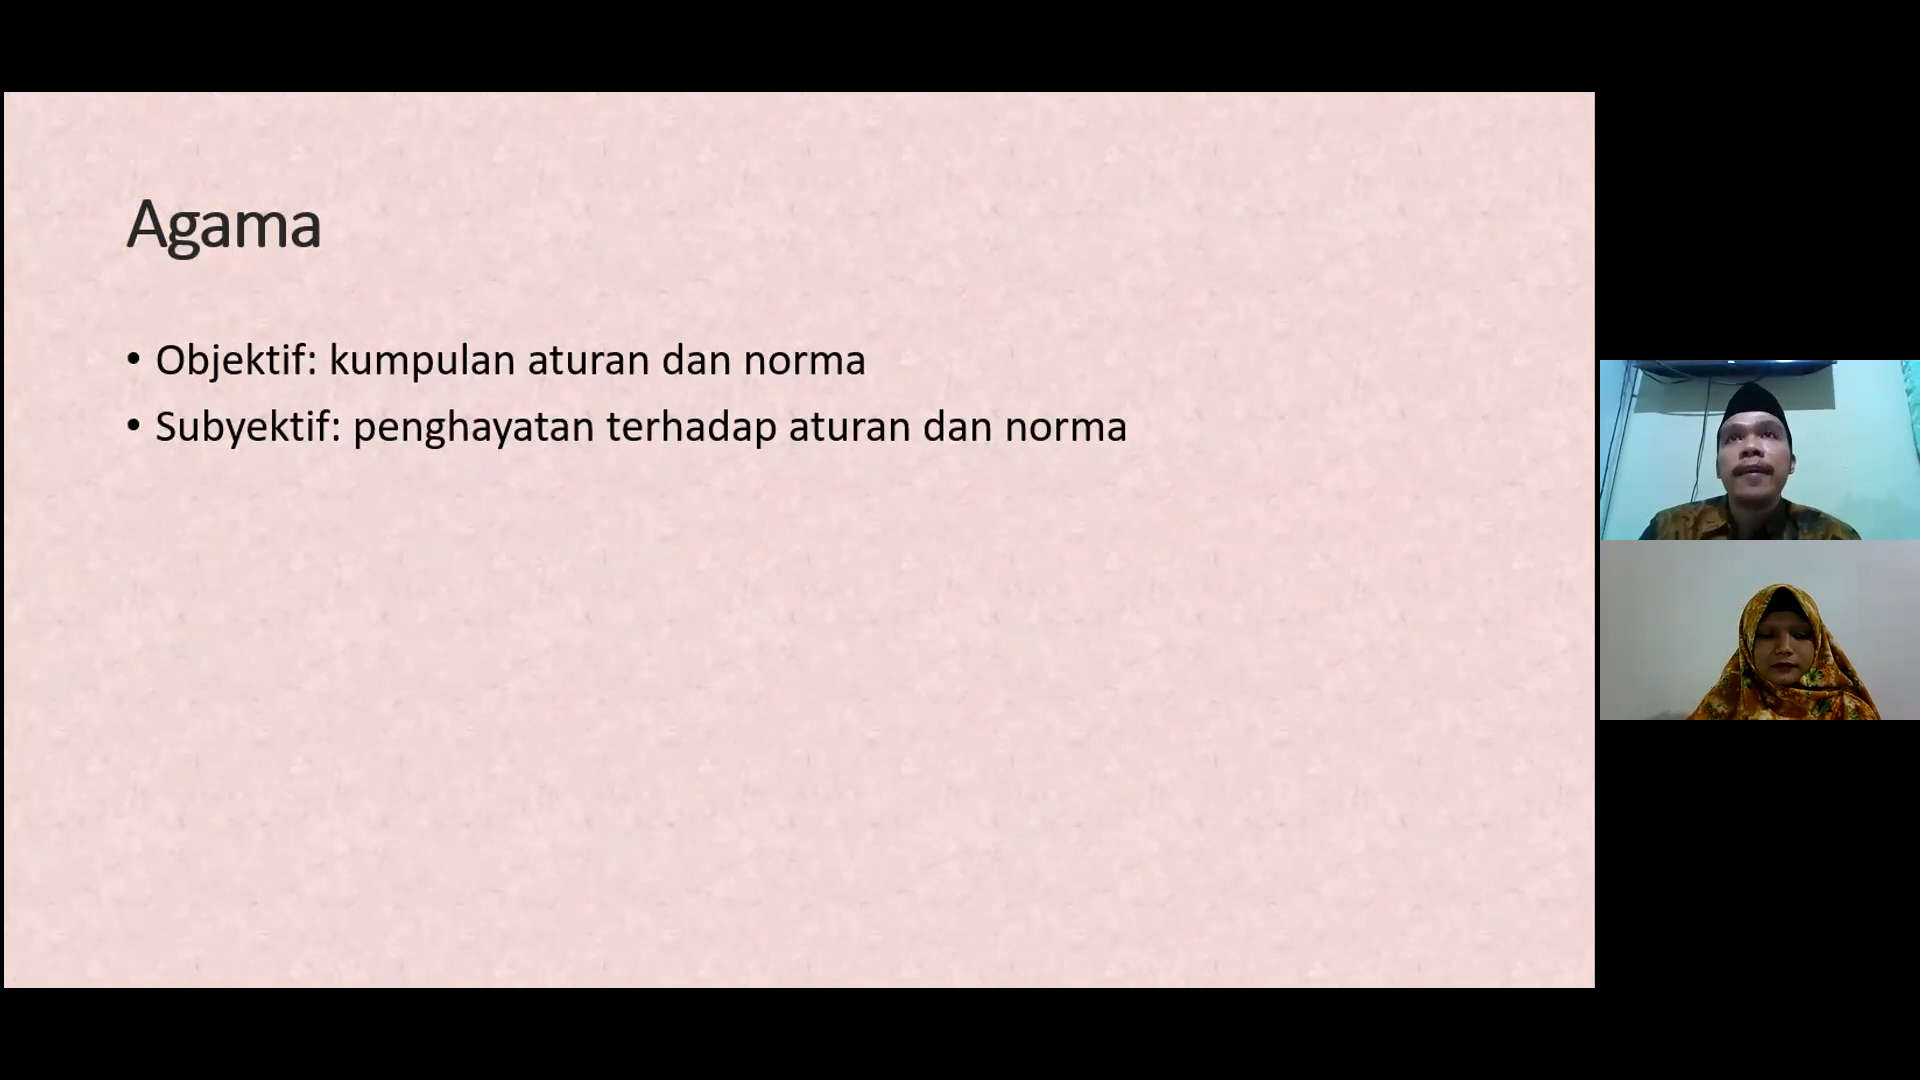 Agama
• Objektif: kumpulan aturan dan norma
• Subyektif: penghayatan terhadap aturan dan norma